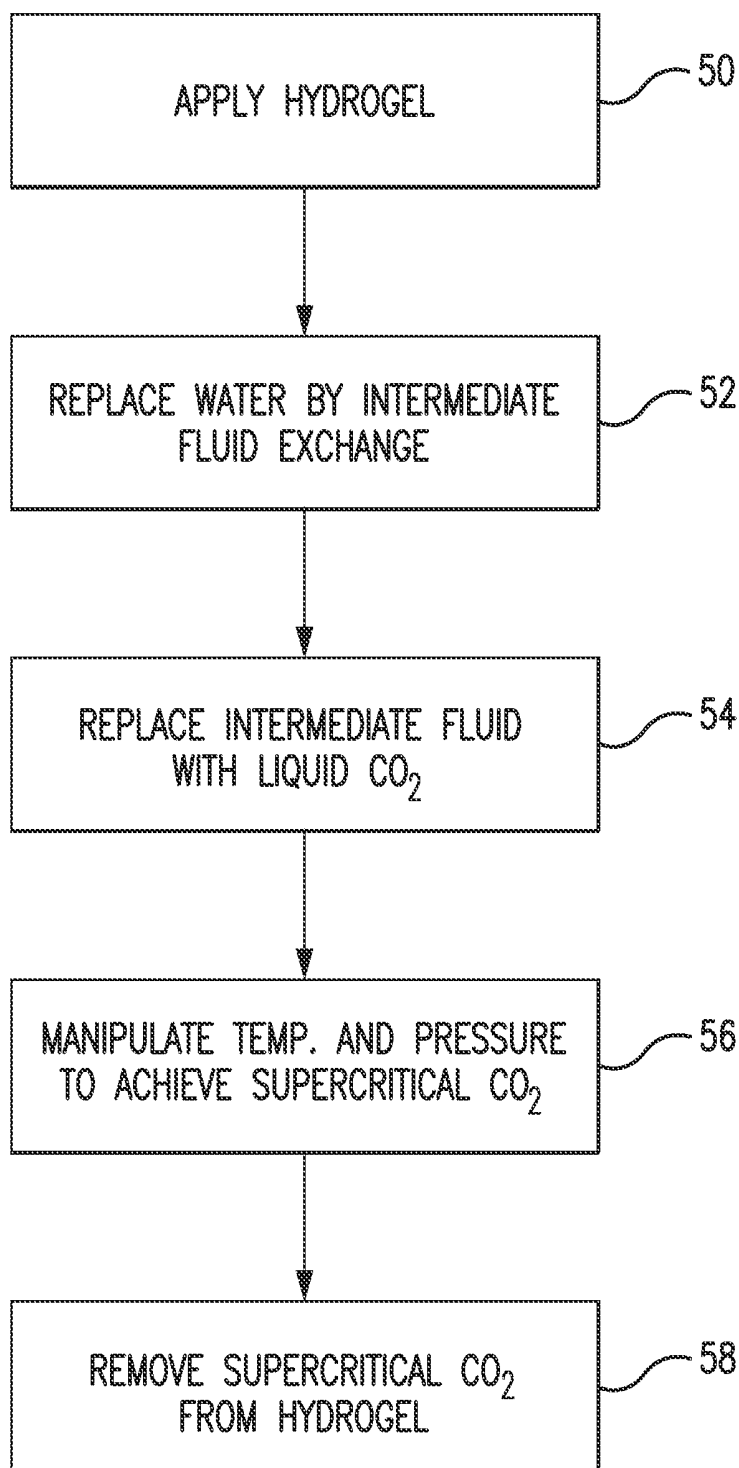 APPLY HYDROGEL
50
REPLACE WATER BY INTERMEDIATE
FLUID EXCHANGE
52
REPLACE INTERMEDIATE FLUID
WITH LIQUID CO₂
54
MANIPULATE TEMP. AND PRESSURE
TO ACHIEVE SUPERCRITICAL CO₂
56
REMOVE SUPERCRITICAL CO₂
FROM HYDROGEL
58